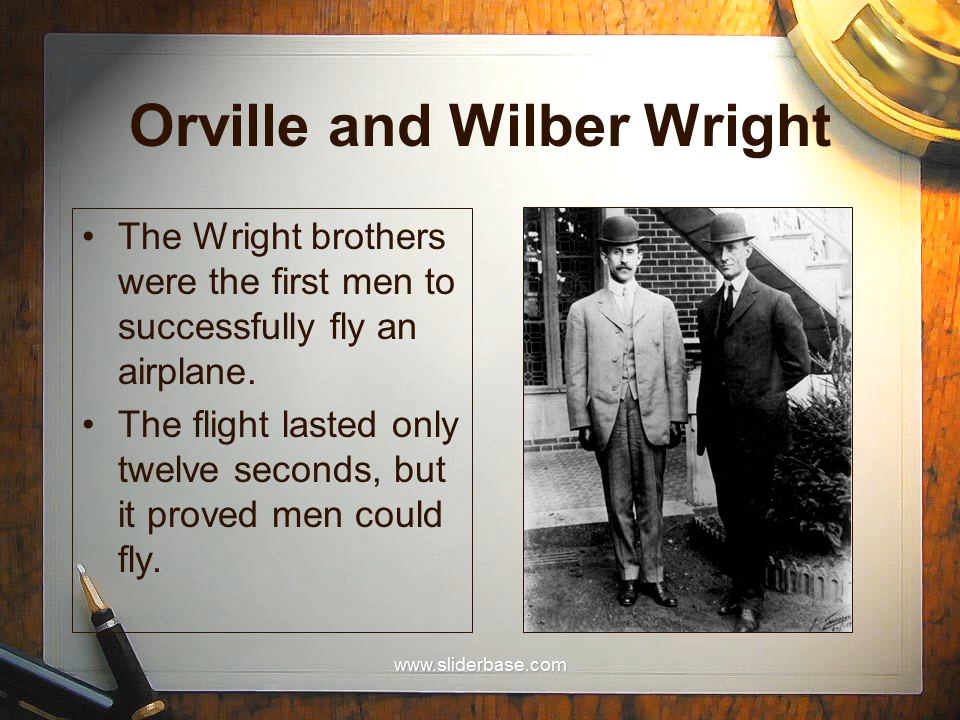 Orville and Wilber Wright
• The Wright brothers
were the first men to
successfully fly an
airplane.
• The flight lasted only
twelve seconds, but
it proved men could
fly.
www.sliderbase.com